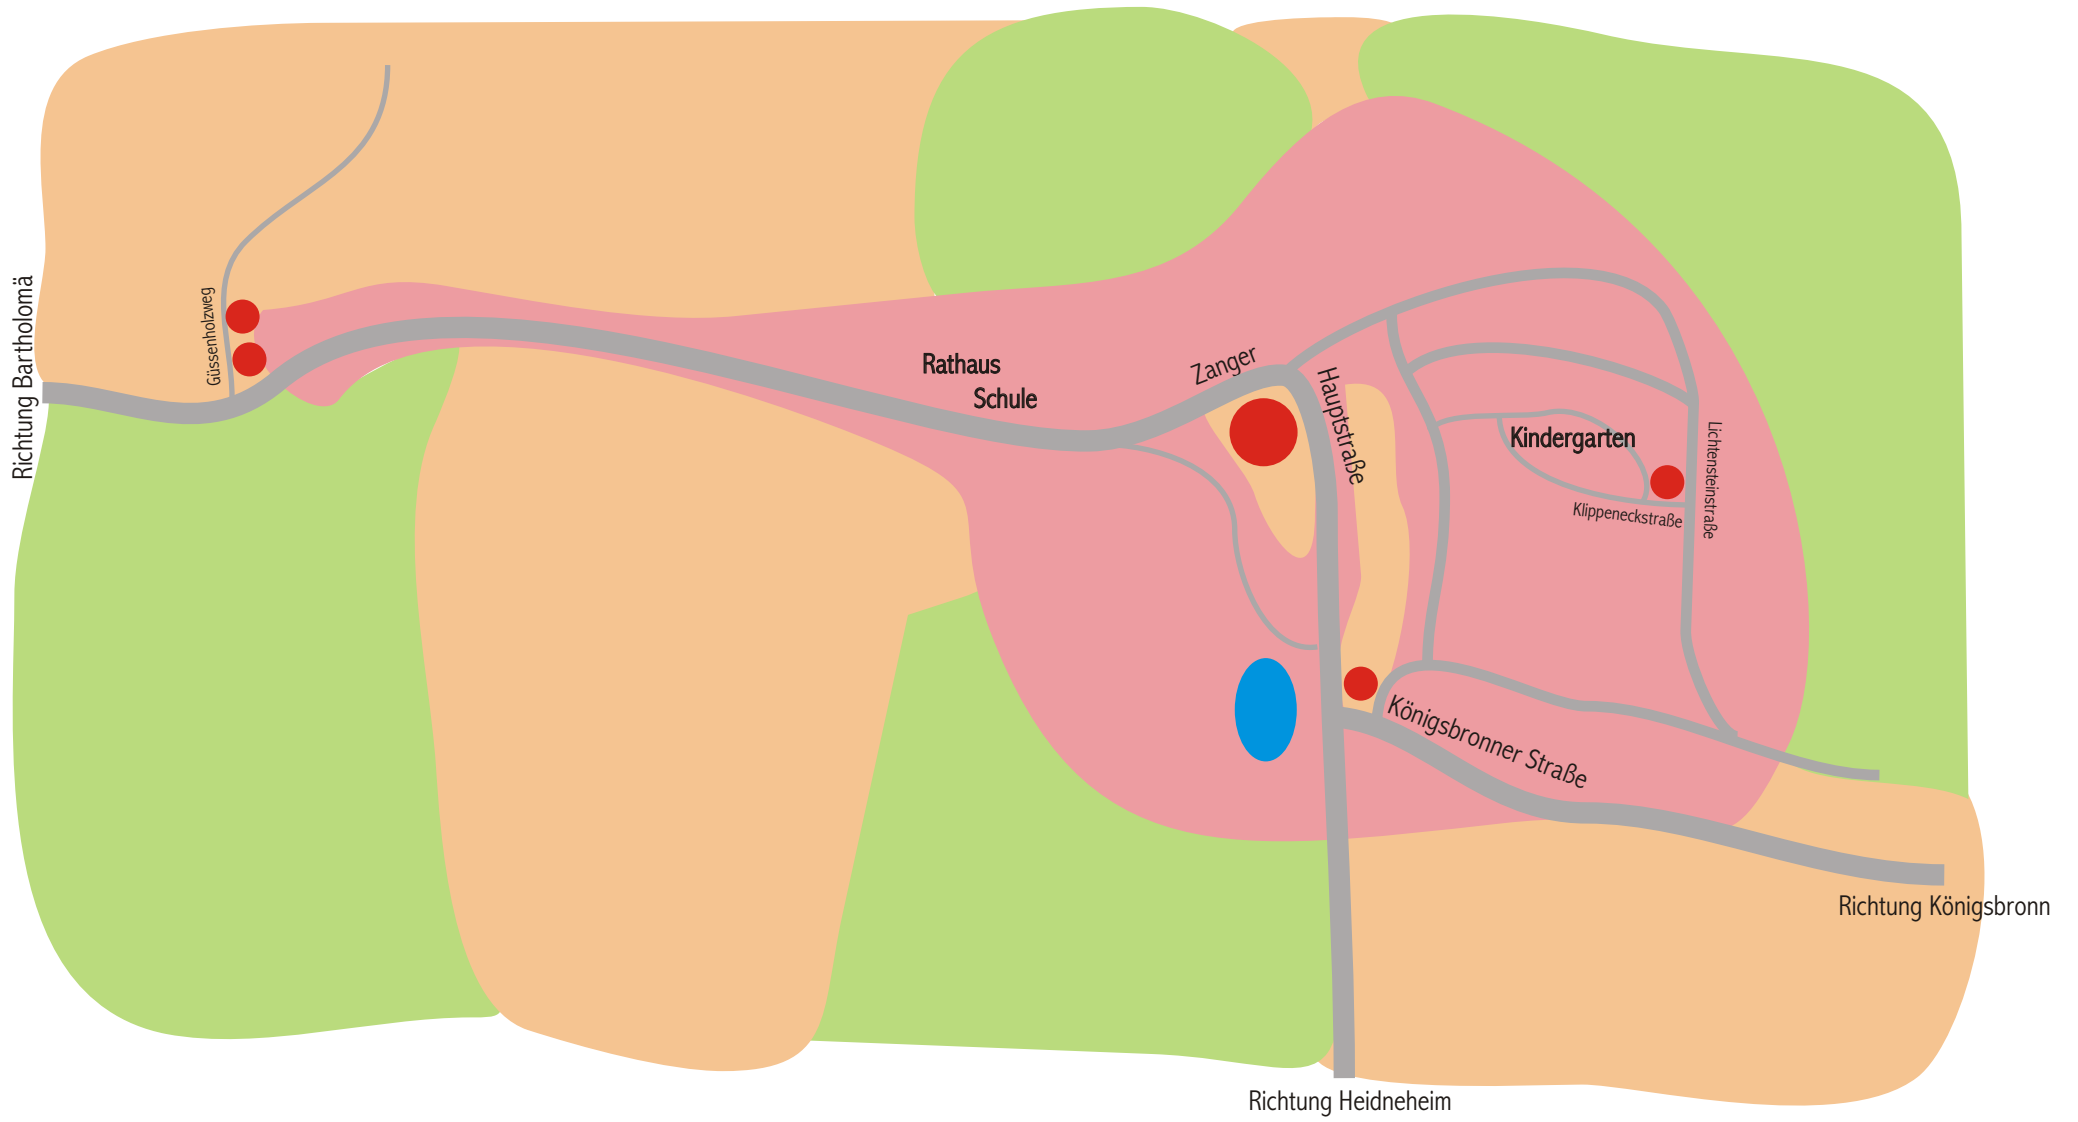 Richtung Bartholomä
Güssenholzweg
Rathaus
Schule
Zanger
Hauptstraße
Kindergarten
Klippeneckstraße
Lichtensteinstraße
Königsbronner Straße
Richtung Königsbronn
Richtung Heidneheim